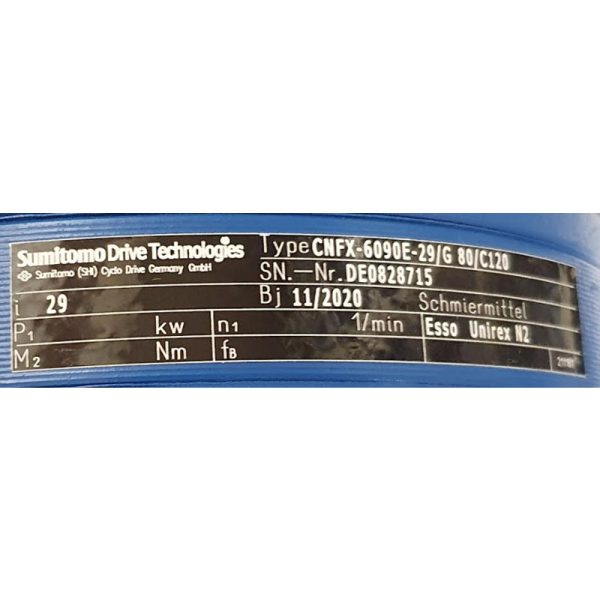 Sumitomo Drive Technologies
Sumitomo (SHI) Cyclo Drive Germany GmbH
Type CNFX-6090E-29/G 80/C120
SN.-Nr. DE0828715
i 29
Bj 11/2020
Schmiermittel
P1 kw n1 1/min
Esso Unirex N2
M2 Nm fB